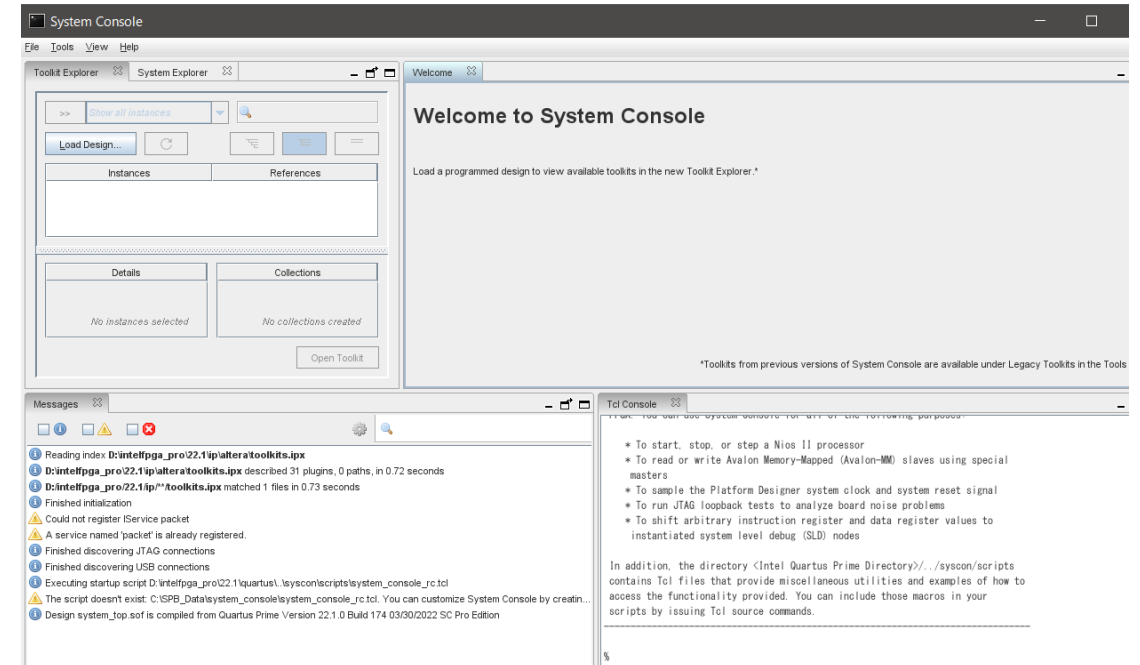 System Console
File Tools View Help
Toolkit Explorer System Explorer
>> Show all instances
Load Design...
Instances References
Details Collections
No instances selected No collections created
Open Toolkit
Welcome
Welcome to System Console
Load a programmed design to view available toolkits in the new Toolkit Explorer.*
*Toolkits from previous versions of System Console are available under Legacy Toolkits in the Tools
Messages
Reading index D:\intelfpga_pro\22.1\ip\altera\toolkits.ipx
D:\intelfpga_pro\22.1\ip\altera\toolkits.ipx described 31 plugins, 0 paths, in 0.72 seconds
D:/intelfpga_pro/22.1/ip/**/toolkits.ipx matched 1 files in 0.73 seconds
Finished initialization
Could not register IService packet
A service named 'packet' is already registered.
Finished discovering JTAG connections
Finished discovering USB connections
Executing startup script D:\intelfpga_pro\22.1\quartus\..\syscon\scripts\system_console_rc.tcl
The script doesn't exist: C:\SPB_Data\system_console\system_console_rc.tcl. You can customize System Console by creatin...
Design system_top.sof is compiled from Quartus Prime Version 22.1.0 Build 174 03/30/2022 SC Pro Edition
Tcl Console
You can use System Console for all of the following purposes:
* To start, stop, or step a Nios II processor
* To read or write Avalon Memory-Mapped (Avalon-MM) slaves using special
masters
* To sample the Platform Designer system clock and system reset signal
* To run JTAG loopback tests to analyze board noise problems
* To shift arbitrary instruction register and data register values to
instantiated system level debug (SLD) nodes
In addition, the directory <Intel Quartus Prime Directory>/../syscon/scripts
contains Tcl files that provide miscellaneous utilities and examples of how to
access the functionality provided. You can include those macros in your
scripts by issuing Tcl source commands.
--------------------------------------------------------------------------------
%